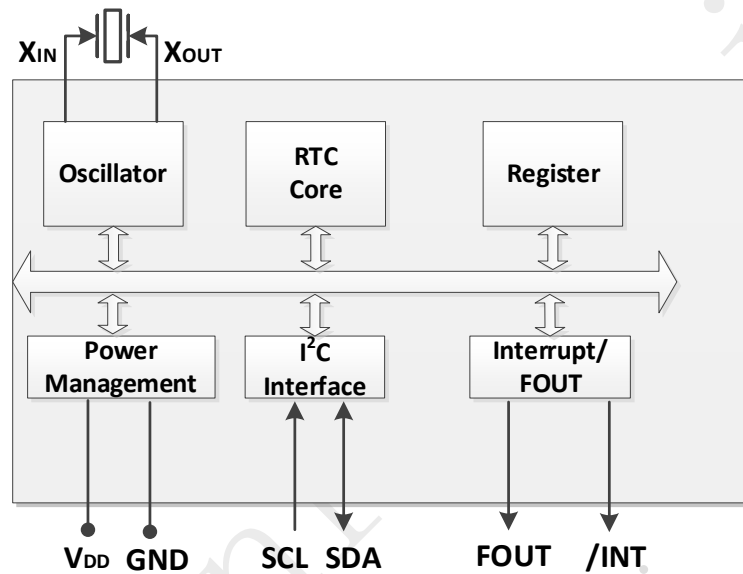 XIN
XOUT
Oscillator
RTC
Core
Register
Power
Management
I²C
Interface
Interrupt/
FOUT
VDD
GND
SCL
SDA
FOUT
/INT